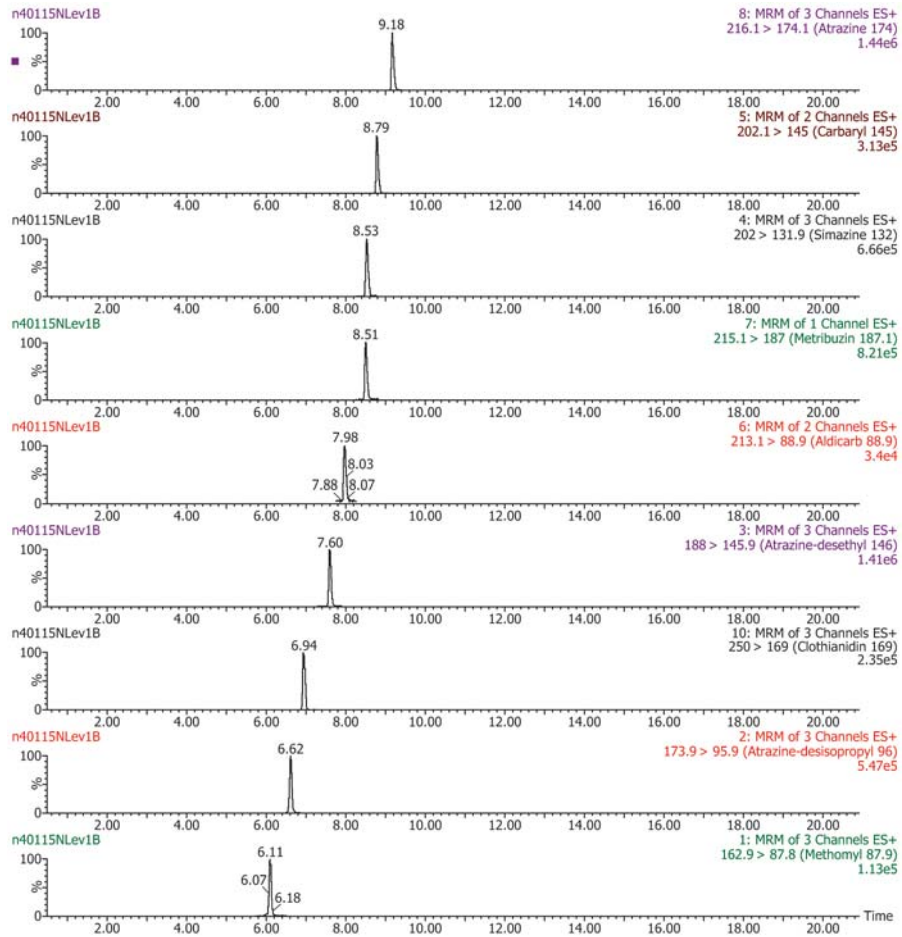 n40115NLev1B
8: MRM of 3 Channels ES+
216.1 > 174.1 (Atrazine 174)
1.44e6
9.18
100
%
0
2.00 4.00 6.00 8.00 10.00 12.00 14.00 16.00 18.00 20.00
n40115NLev1B
5: MRM of 2 Channels ES+
202.1 > 145 (Carbaryl 145)
3.13e5
8.79
100
%
0
2.00 4.00 6.00 8.00 10.00 12.00 14.00 16.00 18.00 20.00
n40115NLev1B
4: MRM of 3 Channels ES+
202 > 131.9 (Simazine 132)
6.66e5
8.53
100
%
0
2.00 4.00 6.00 8.00 10.00 12.00 14.00 16.00 18.00 20.00
n40115NLev1B
7: MRM of 1 Channel ES+
215.1 > 187 (Metribuzin 187.1)
8.21e5
8.51
100
%
0
2.00 4.00 6.00 8.00 10.00 12.00 14.00 16.00 18.00 20.00
n40115NLev1B
6: MRM of 2 Channels ES+
213.1 > 88.9 (Aldicarb 88.9)
3.4e4
7.98
100
8.03
%
7.88 8.07
0
2.00 4.00 6.00 8.00 10.00 12.00 14.00 16.00 18.00 20.00
n40115NLev1B
3: MRM of 3 Channels ES+
188 > 145.9 (Atrazine-desethyl 146)
1.41e6
7.60
100
%
0
2.00 4.00 6.00 8.00 10.00 12.00 14.00 16.00 18.00 20.00
n40115NLev1B
10: MRM of 3 Channels ES+
250 > 169 (Clothianidin 169)
2.35e5
6.94
100
%
0
2.00 4.00 6.00 8.00 10.00 12.00 14.00 16.00 18.00 20.00
n40115NLev1B
2: MRM of 3 Channels ES+
173.9 > 95.9 (Atrazine-desisopropyl 96)
5.47e5
6.62
100
%
0
2.00 4.00 6.00 8.00 10.00 12.00 14.00 16.00 18.00 20.00
n40115NLev1B
1: MRM of 3 Channels ES+
162.9 > 87.8 (Methomyl 87.9)
1.13e5
6.11
100
6.07
%
6.18
0
Time
2.00 4.00 6.00 8.00 10.00 12.00 14.00 16.00 18.00 20.00